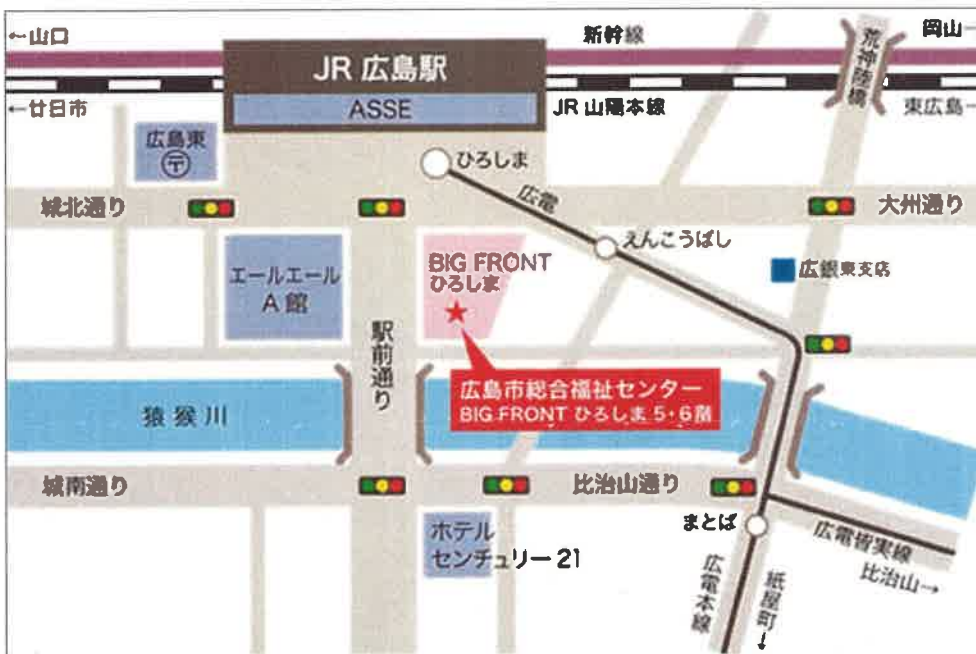 ←山口
新幹線
岡山→
JR 広島駅
荒神陸橋
←廿日市
ASSE
JR 山陽本線
東広島→
広島東
〒
ひろしま
広電
城北通り
大州通り
えんこうばし
エールエール
A 館
BIG FRONT
ひろしま
★
広銀東支店
駅前通り
広島市総合福祉センター
BIG FRONT ひろしま 5・6 階
猿猴川
城南通り
比治山通り
まとば
ホテル
センチュリー 21
広電皆実線
比治山→
広電本線
紙屋町
↓